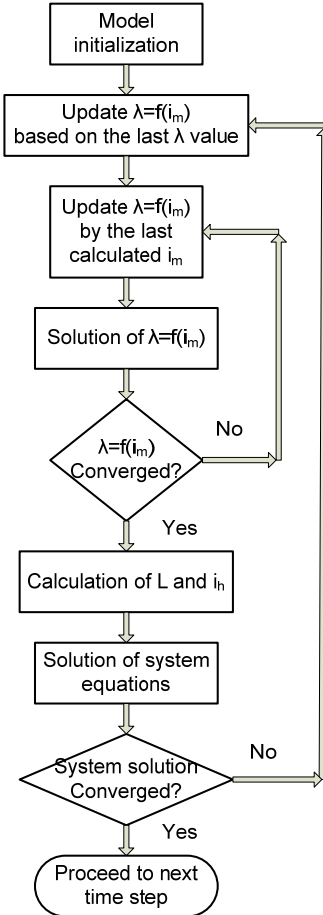 Model
initialization
Update λ=f(iₘ)
based on the last λ value
Update λ=f(iₘ)
by the last
calculated iₘ
Solution of λ=f(iₘ)
λ=f(iₘ)
Converged?
No
Yes
Calculation of L and iₕ
Solution of system
equations
System solution
Converged?
No
Yes
Proceed to next
time step